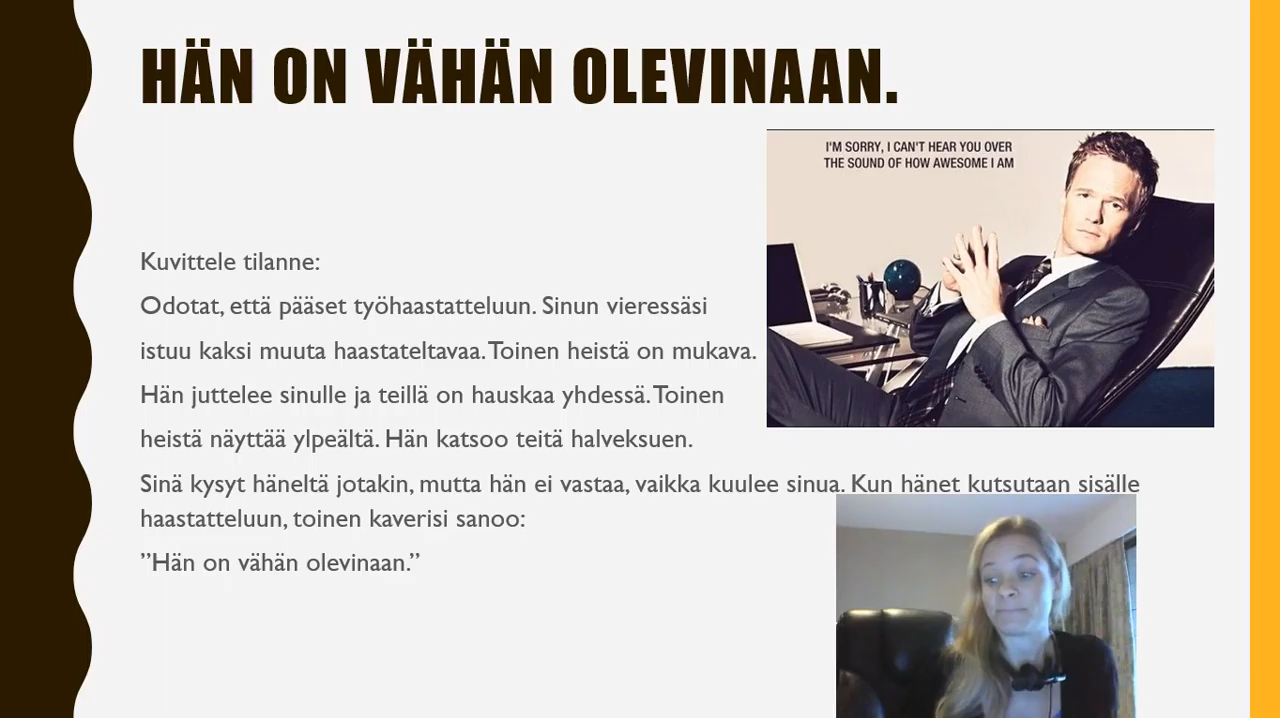 HÄN ON VÄHÄN OLEVINAAN.
I'M SORRY, I CAN'T HEAR YOU OVER
THE SOUND OF HOW AWESOME I AM
Kuvittele tilanne:
Odotat, että pääset työhaastatteluun. Sinun vieressäsi
istuu kaksi muuta haastateltavaa. Toinen heistä on mukava.
Hän juttelee sinulle ja teillä on hauskaa yhdessä. Toinen
heistä näyttää ylpeältä. Hän katsoo teitä halveksuen.
Sinä kysyt häneltä jotakin, mutta hän ei vastaa, vaikka kuulee sinua. Kun hänet kutsutaan sisälle
haastatteluun, toinen kaverisi sanoo:
”Hän on vähän olevinaan.”